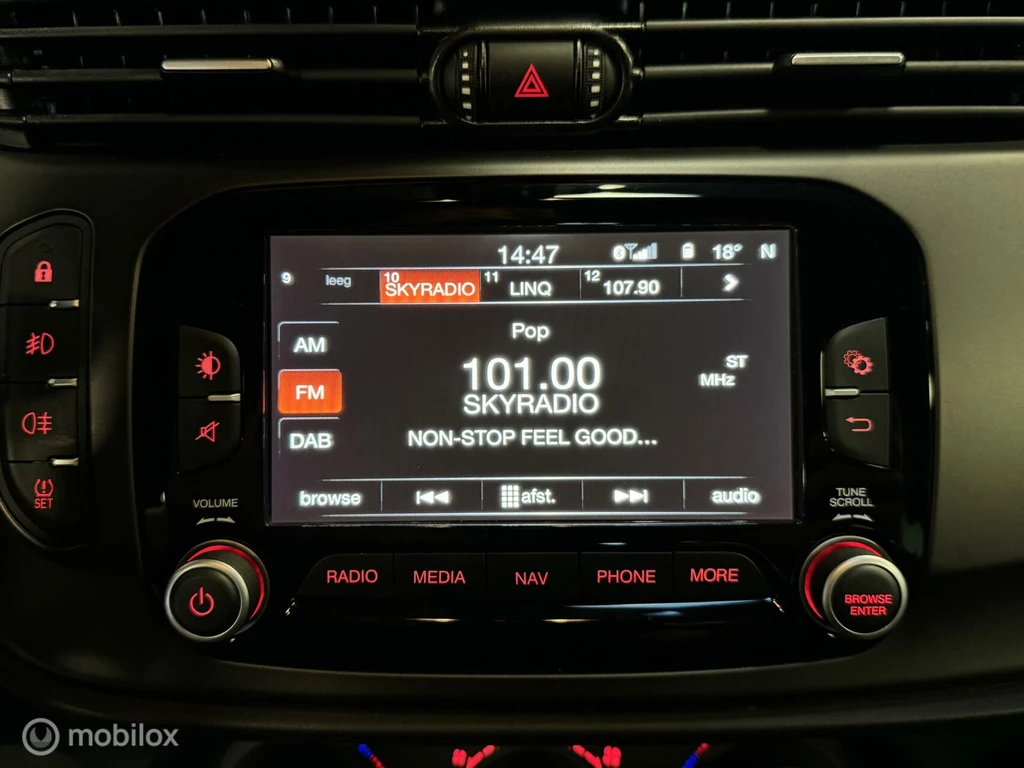 14:47 18° N
9 leeg 10 SKYRADIO 11 LINQ 12 107.90
Pop
AM
101.00
ST
MHz
FM
SKYRADIO
DAB
NON-STOP FEEL GOOD...
browse afst. audio
SET
VOLUME
TUNE
SCROLL
RADIO MEDIA NAV PHONE MORE
BROWSE
ENTER
mobilox